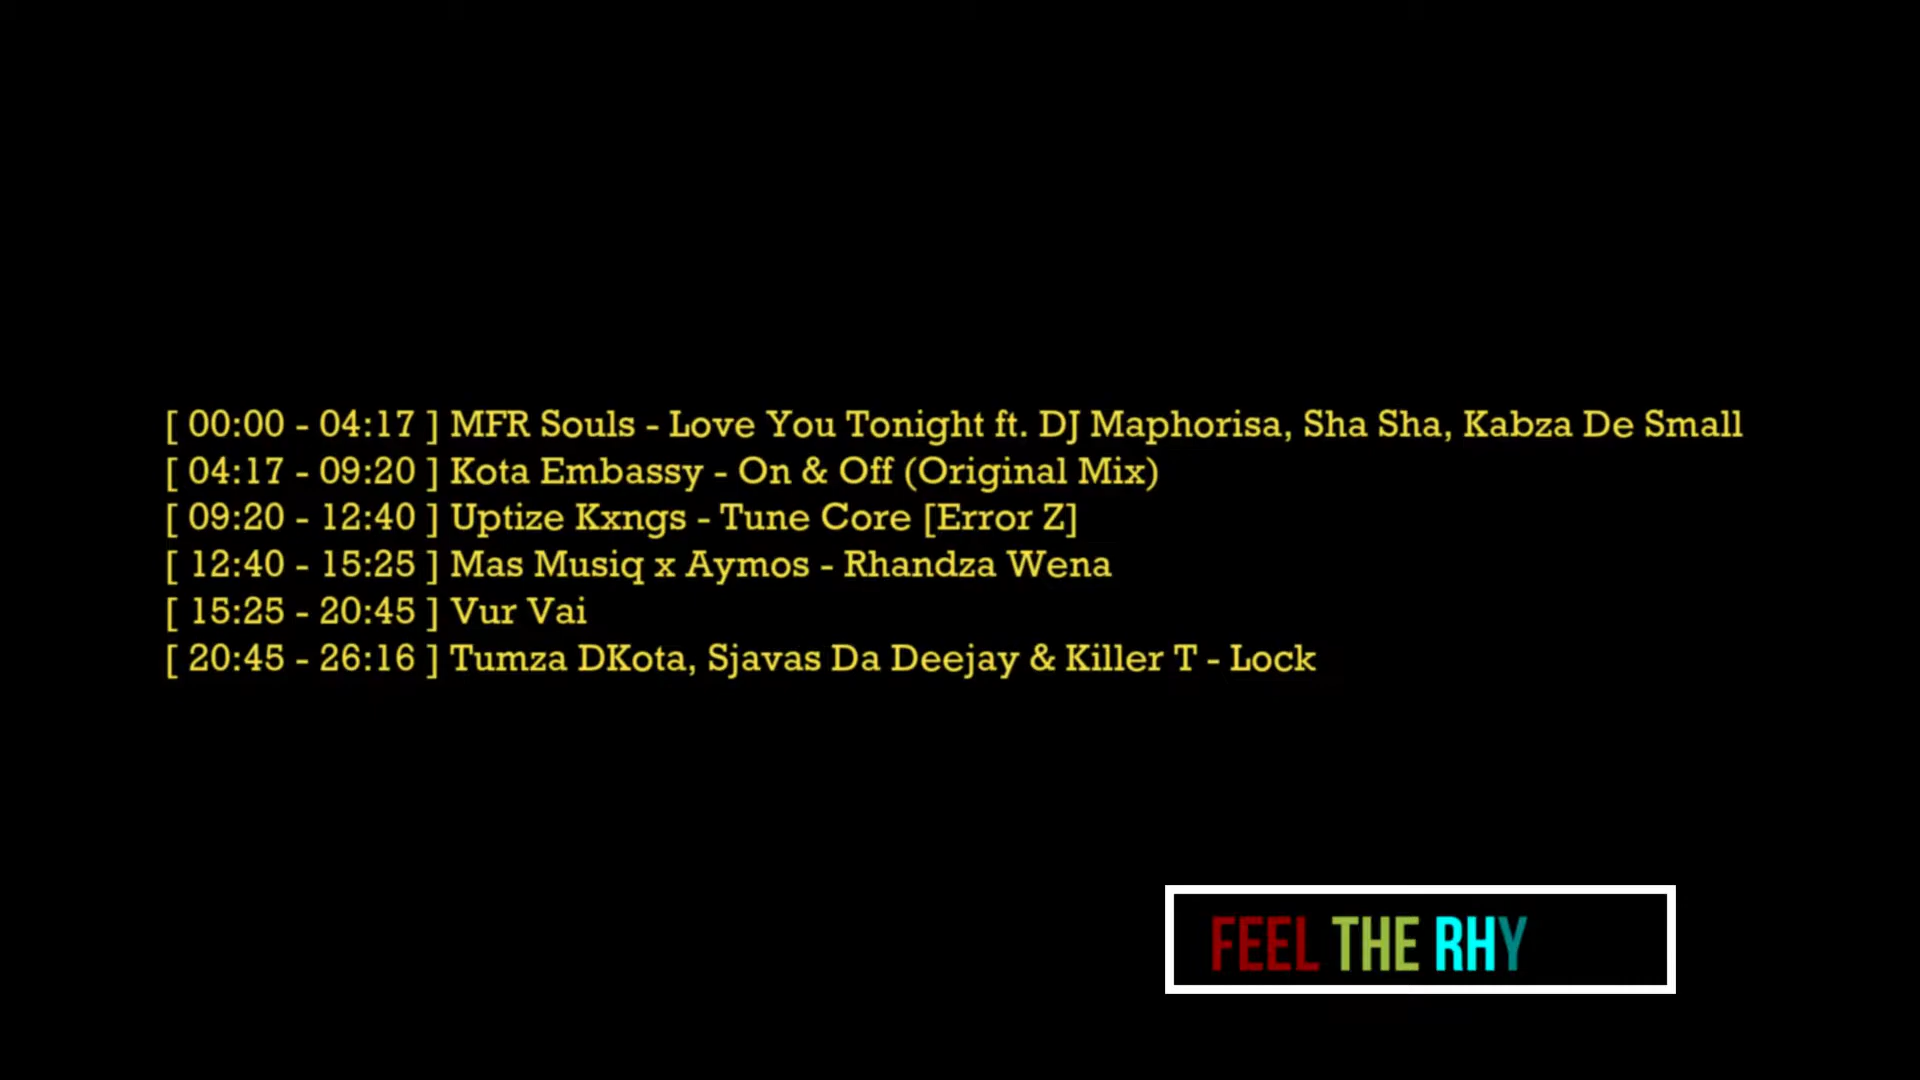 [ 00:00 - 04:17 ] MFR Souls - Love You Tonight ft. DJ Maphorisa, Sha Sha, Kabza De Small
[ 04:17 - 09:20 ] Kota Embassy - On & Off (Original Mix)
[ 09:20 - 12:40 ] Uptize Kxngs - Tune Core [Error Z]
[ 12:40 - 15:25 ] Mas Musiq x Aymos - Rhandza Wena
[ 15:25 - 20:45 ] Vur Vai
[ 20:45 - 26:16 ] Tumza DKota, Sjavas Da Deejay & Killer T - Lock
FEEL THE RHY